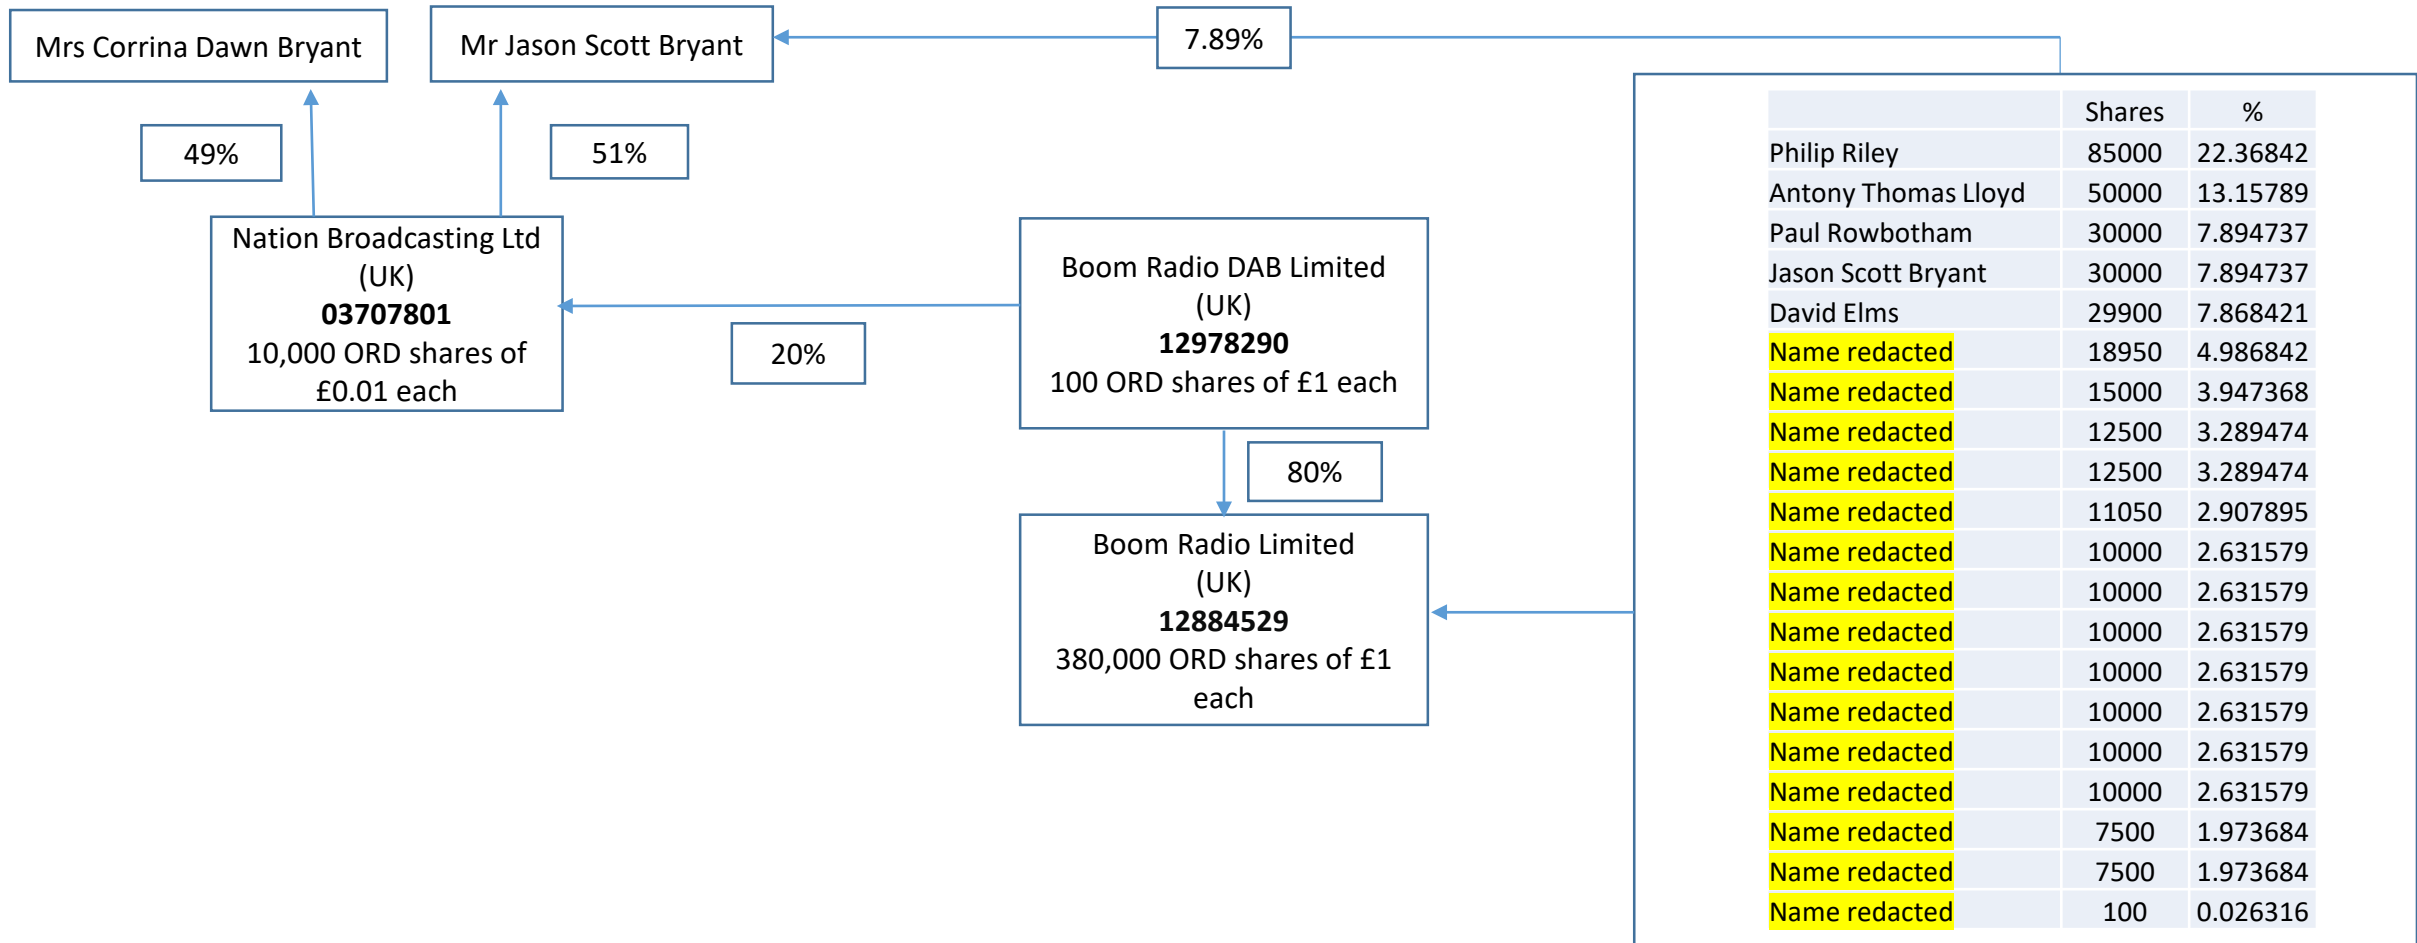 Mrs Corrina Dawn Bryant
Mr Jason Scott Bryant
7.89%
49%
51%
Nation Broadcasting Ltd
(UK)
03707801
10,000 ORD shares of
£0.01 each
20%
Boom Radio DAB Limited
(UK)
12978290
100 ORD shares of £1 each
80%
Boom Radio Limited
(UK)
12884529
380,000 ORD shares of £1
each
Shares %
Philip Riley 85000 22.36842
Antony Thomas Lloyd 50000 13.15789
Paul Rowbotham 30000 7.894737
Jason Scott Bryant 30000 7.894737
David Elms 29900 7.868421
Name redacted 18950 4.986842
Name redacted 15000 3.947368
Name redacted 12500 3.289474
Name redacted 12500 3.289474
Name redacted 11050 2.907895
Name redacted 10000 2.631579
Name redacted 10000 2.631579
Name redacted 10000 2.631579
Name redacted 10000 2.631579
Name redacted 10000 2.631579
Name redacted 10000 2.631579
Name redacted 10000 2.631579
Name redacted 7500 1.973684
Name redacted 7500 1.973684
Name redacted 100 0.026316